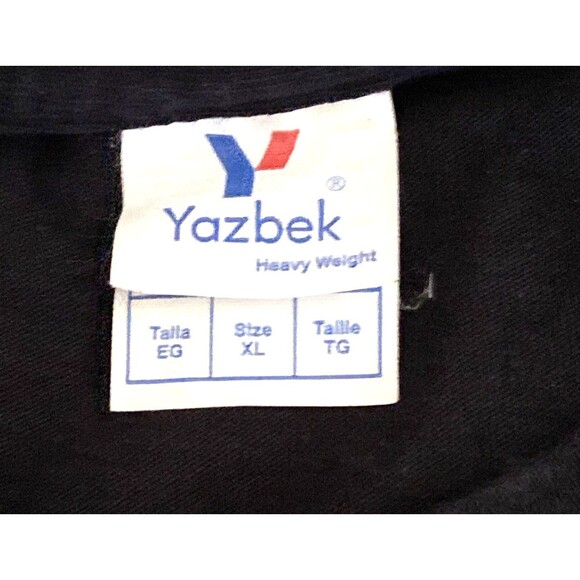 Y
®
Yazbek
Heavy Weight
Talla Size Taille
EG XL TG